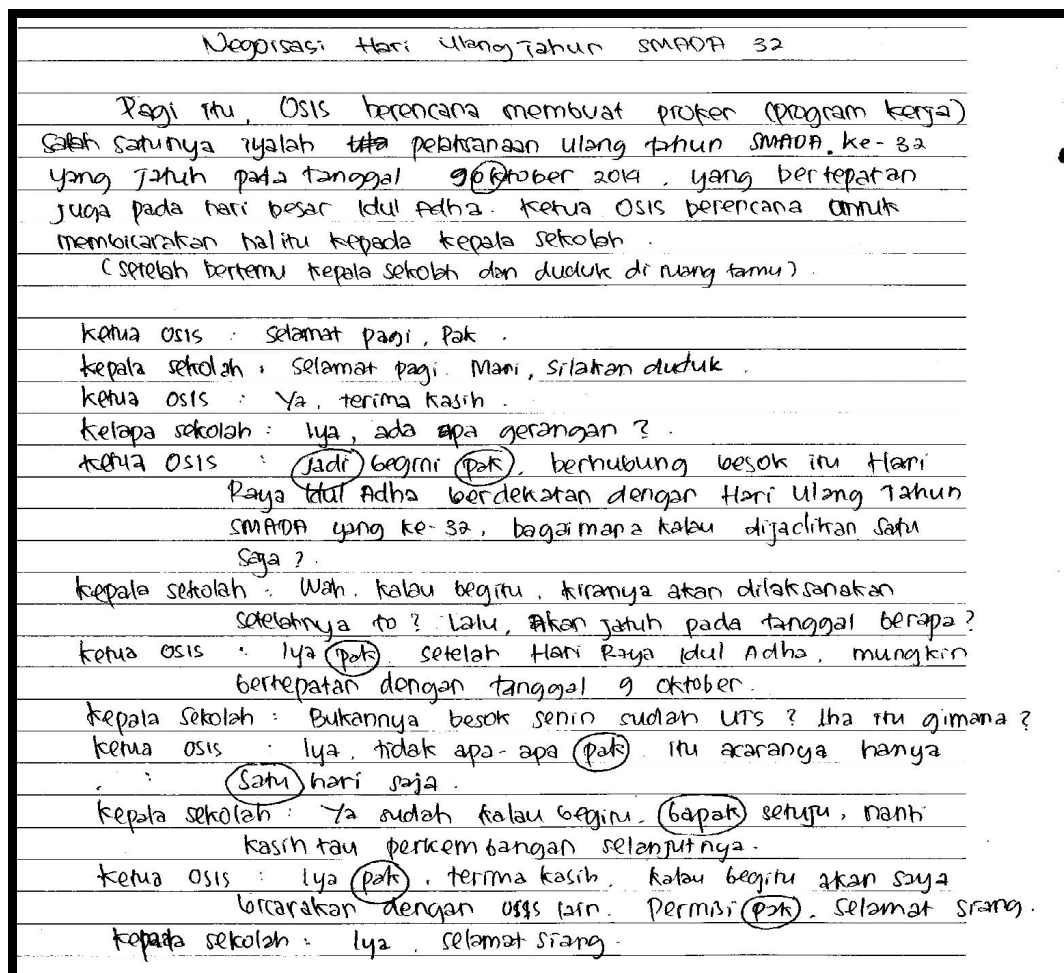 Negoisasi Hari Ulang Tahun SMADA 32
Pagi itu, OSIS berencana membuat proker (program kerja)
salah satunya iyalah pelaksanaan ulang tahun SMADA. ke-32
yang jatuh pada tanggal 9 oktober 2014, yang bertepatan
juga pada hari besar Idul Adha. Ketua OSIS berencana untuk
membicarakan hal itu kepada kepala sekolah.
(setelah bertemu kepala sekolah dan duduk di ruang tamu).
Ketua OSIS : Selamat pagi, Pak.
Kepala sekolah : Selamat pagi. Mari, silakan duduk.
Ketua OSIS : Ya, terima kasih.
Kelapa sekolah : Iya, ada apa gerangan ?.
Ketua OSIS : Jadi begini pak, berhubung besok itu Hari
Raya Idul Adha berdekatan dengan Hari Ulang Tahun
SMADA yang ke-32, bagaimana kalau dijadikan satu
saja ?.
Kepala sekolah : Wah. kalau begitu, kiranya akan dilaksanakan
setelahnya to ? Lalu, Akan jatuh pada tanggal berapa ?
Ketua OSIS : Iya pak setelah Hari Raya Idul Adha, mungkin
bertepatan dengan tanggal 9 Oktober.
Kepala Sekolah : Bukannya besok senin sudah UTS ? Lha itu gimana ?
Ketua OSIS : Iya, tidak apa-apa pak. itu acaranya hanya
: satu hari saja.
Kepala sekolah : Ya sudah kalau begitu. bapak setuju, nanti
kasih tau perkembangan selanjutnya.
Ketua OSIS : Iya pak, terima kasih. kalau begitu akan saya
bicarakan dengan OSIS lain. Permisi pak. Selamat siang.
Kepada sekolah : Iya, selamat siang.